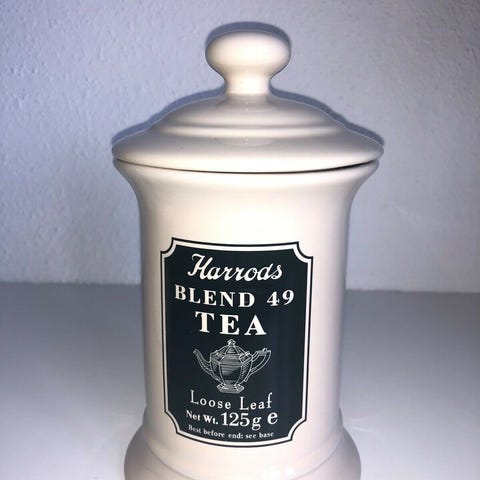 Harrods
BLEND 49
TEA
Loose Leaf
Net Wt. 125g e
Best before end: see base